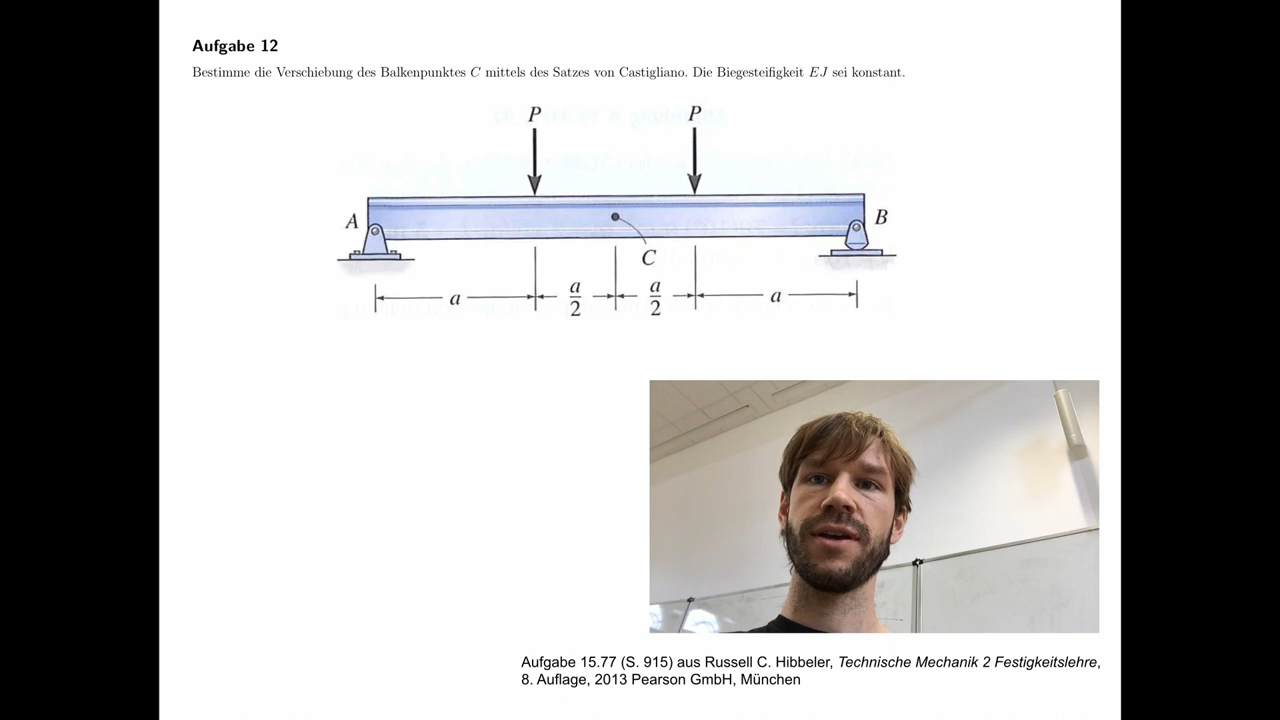 Aufgabe 12
Bestimme die Verschiebung des Balkenpunktes C mittels des Satzes von Castigliano. Die Biegesteifigkeit EJ sei konstant.
P P
A B
C
a a/2 a/2 a
Aufgabe 15.77 (S. 915) aus Russell C. Hibbeler, Technische Mechanik 2 Festigkeitslehre,
8. Auflage, 2013 Pearson GmbH, München